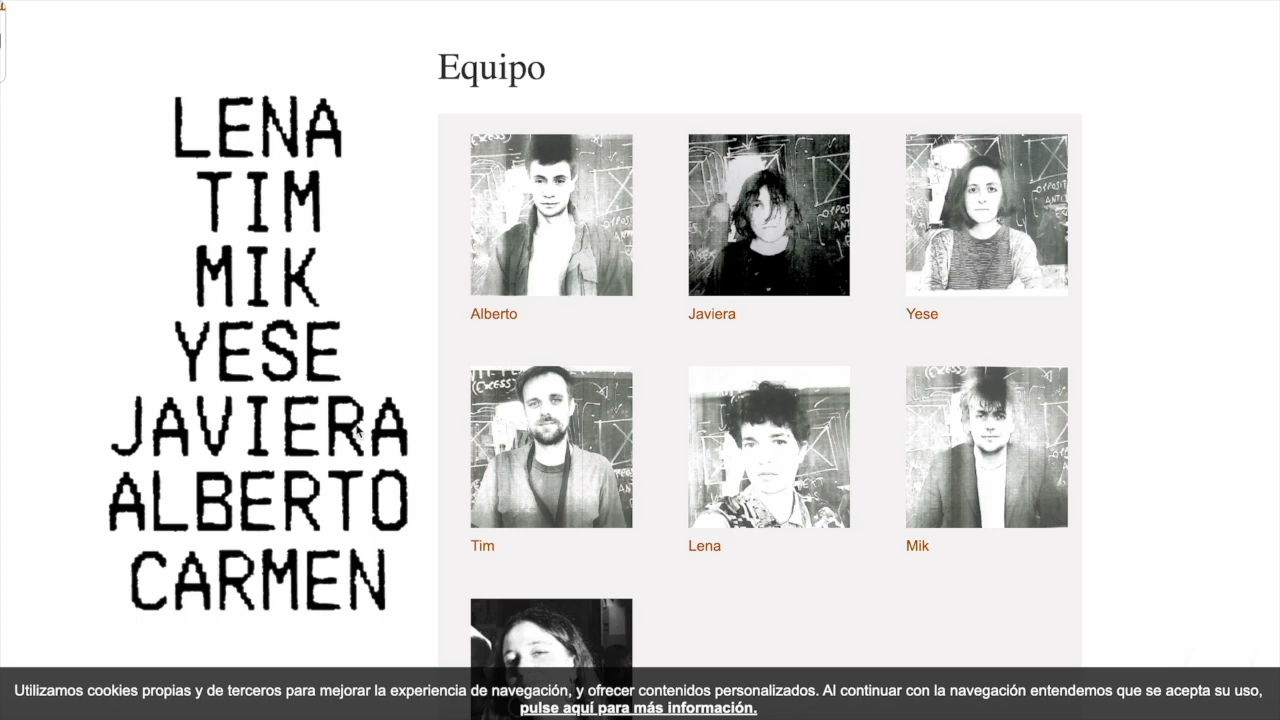 LENA
TIM
MIK
YESE
JAVIERA
ALBERTO
CARMEN
Equipo
Alberto
Javiera
Yese
Tim
Lena
Mik
Utilizamos cookies propias y de terceros para mejorar la experiencia de navegación, y ofrecer contenidos personalizados. Al continuar con la navegación entendemos que se acepta su uso,
pulse aquí para más información.